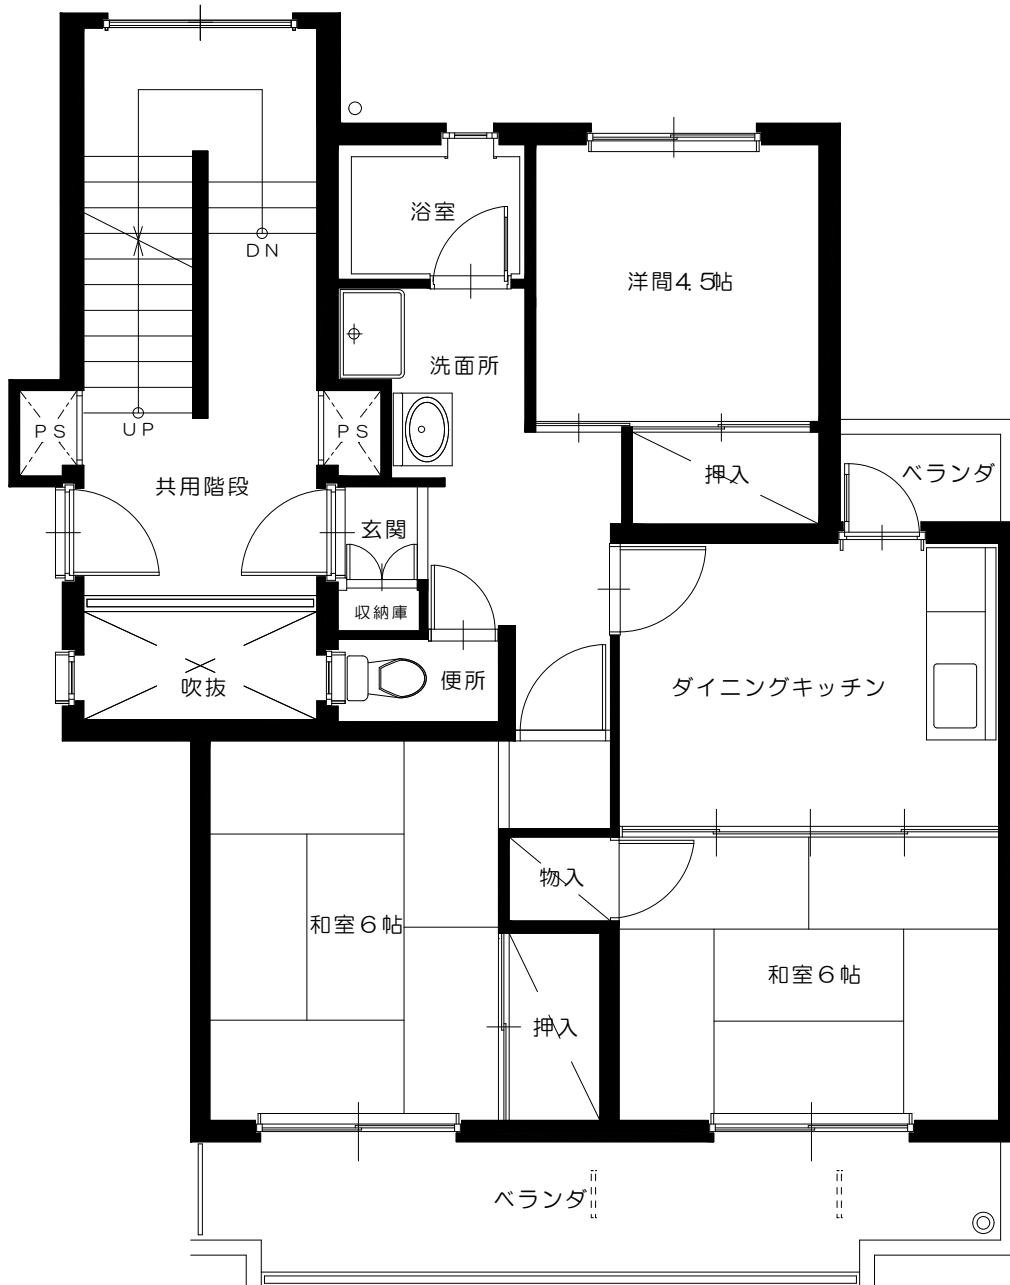 浴室
DN
洋間4.5帖
洗面所
PS
UP
PS
共用階段
押入
ベランダ
玄関
収納庫
吹抜
便所
ダイニングキッチン
物入
和室6帖
和室6帖
押入
ベランダ